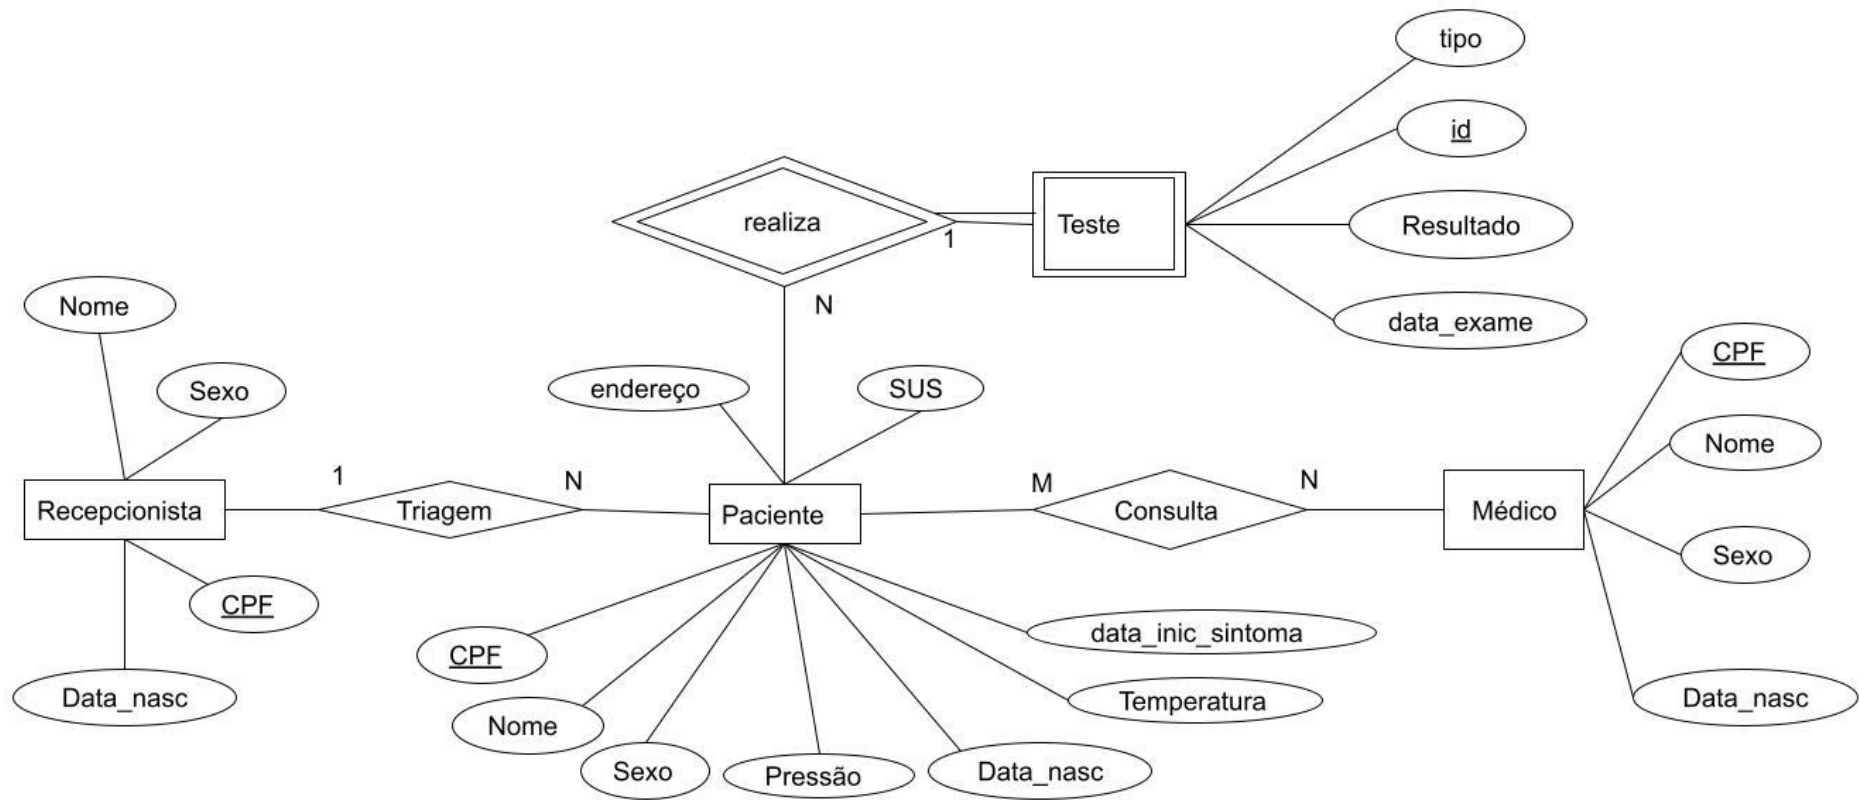 tipo
id
realiza
Teste
Resultado
1
Nome
N
data_exame
CPF
Sexo
endereço
SUS
Nome
1
N
M
N
Recepcionista
Triagem
Paciente
Consulta
Médico
Sexo
CPF
data_inic_sintoma
CPF
Data_nasc
Temperatura
Data_nasc
Nome
Sexo
Pressão
Data_nasc